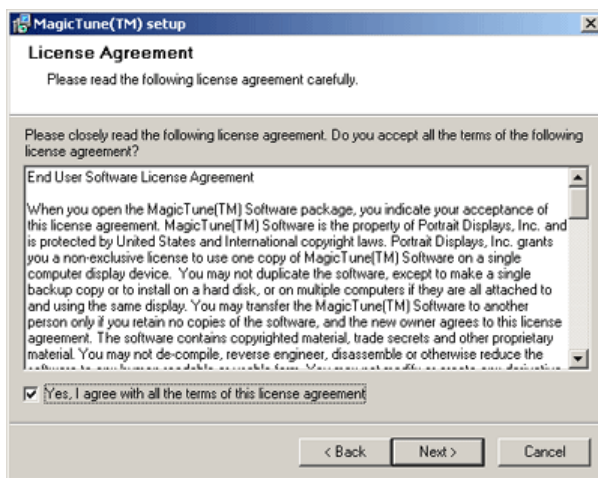 MagicTune(TM) setup
License Agreement
Please read the following license agreement carefully.
Please closely read the following license agreement. Do you accept all the terms of the following
license agreement?
End User Software License Agreement
When you open the MagicTune(TM) Software package, you indicate your acceptance of
this license agreement. MagicTune(TM) Software is the property of Portrait Displays, Inc. and
is protected by United States and International copyright laws. Portrait Displays, Inc. grants
you a non-exclusive license to use one copy of MagicTune(TM) Software on a single
computer display device. You may not duplicate the software, except to make a single
backup copy or to install on a hard disk, or on multiple computers if they are all attached to
and using the same display. You may transfer the MagicTune(TM) Software to another
person only if you retain no copies of the software, and the new owner agrees to this license
agreement. The software contains copyrighted material, trade secrets and other proprietary
material. You may not de-compile, reverse engineer, disassemble or otherwise reduce the
Yes, I agree with all the terms of this license agreement
< Back
Next >
Cancel